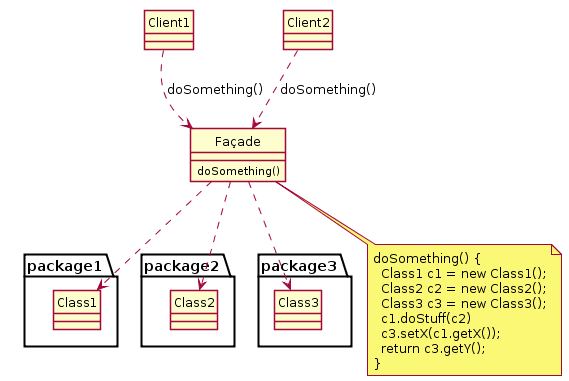 Client1
Client2
doSomething()
doSomething()
Façade
doSomething()
package1
package2
package3
Class1
Class2
Class3
doSomething() {
Class1 c1 = new Class1();
Class2 c2 = new Class2();
Class3 c3 = new Class3();
c1.doStuff(c2)
c3.setX(c1.getX());
return c3.getY();
}